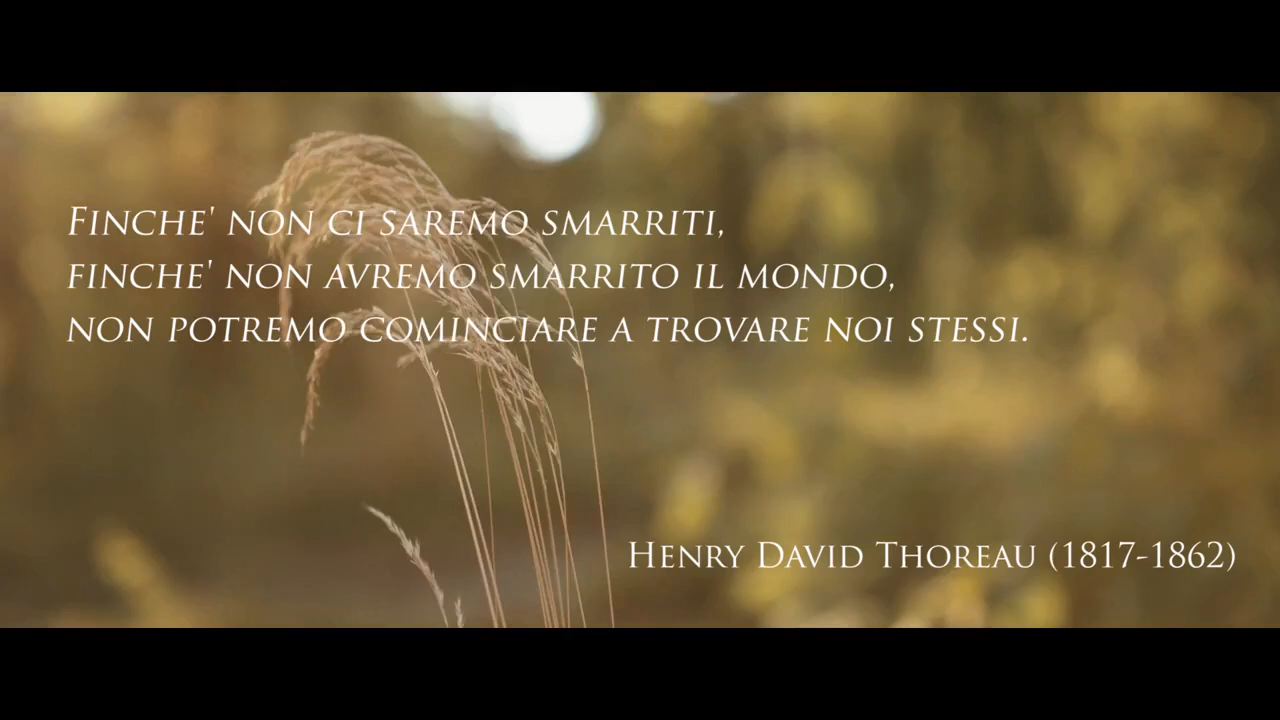 Finche' non ci saremo smarriti,
finche' non avremo smarrito il mondo,
non potremo cominciare a trovare noi stessi.
Henry David Thoreau (1817-1862)